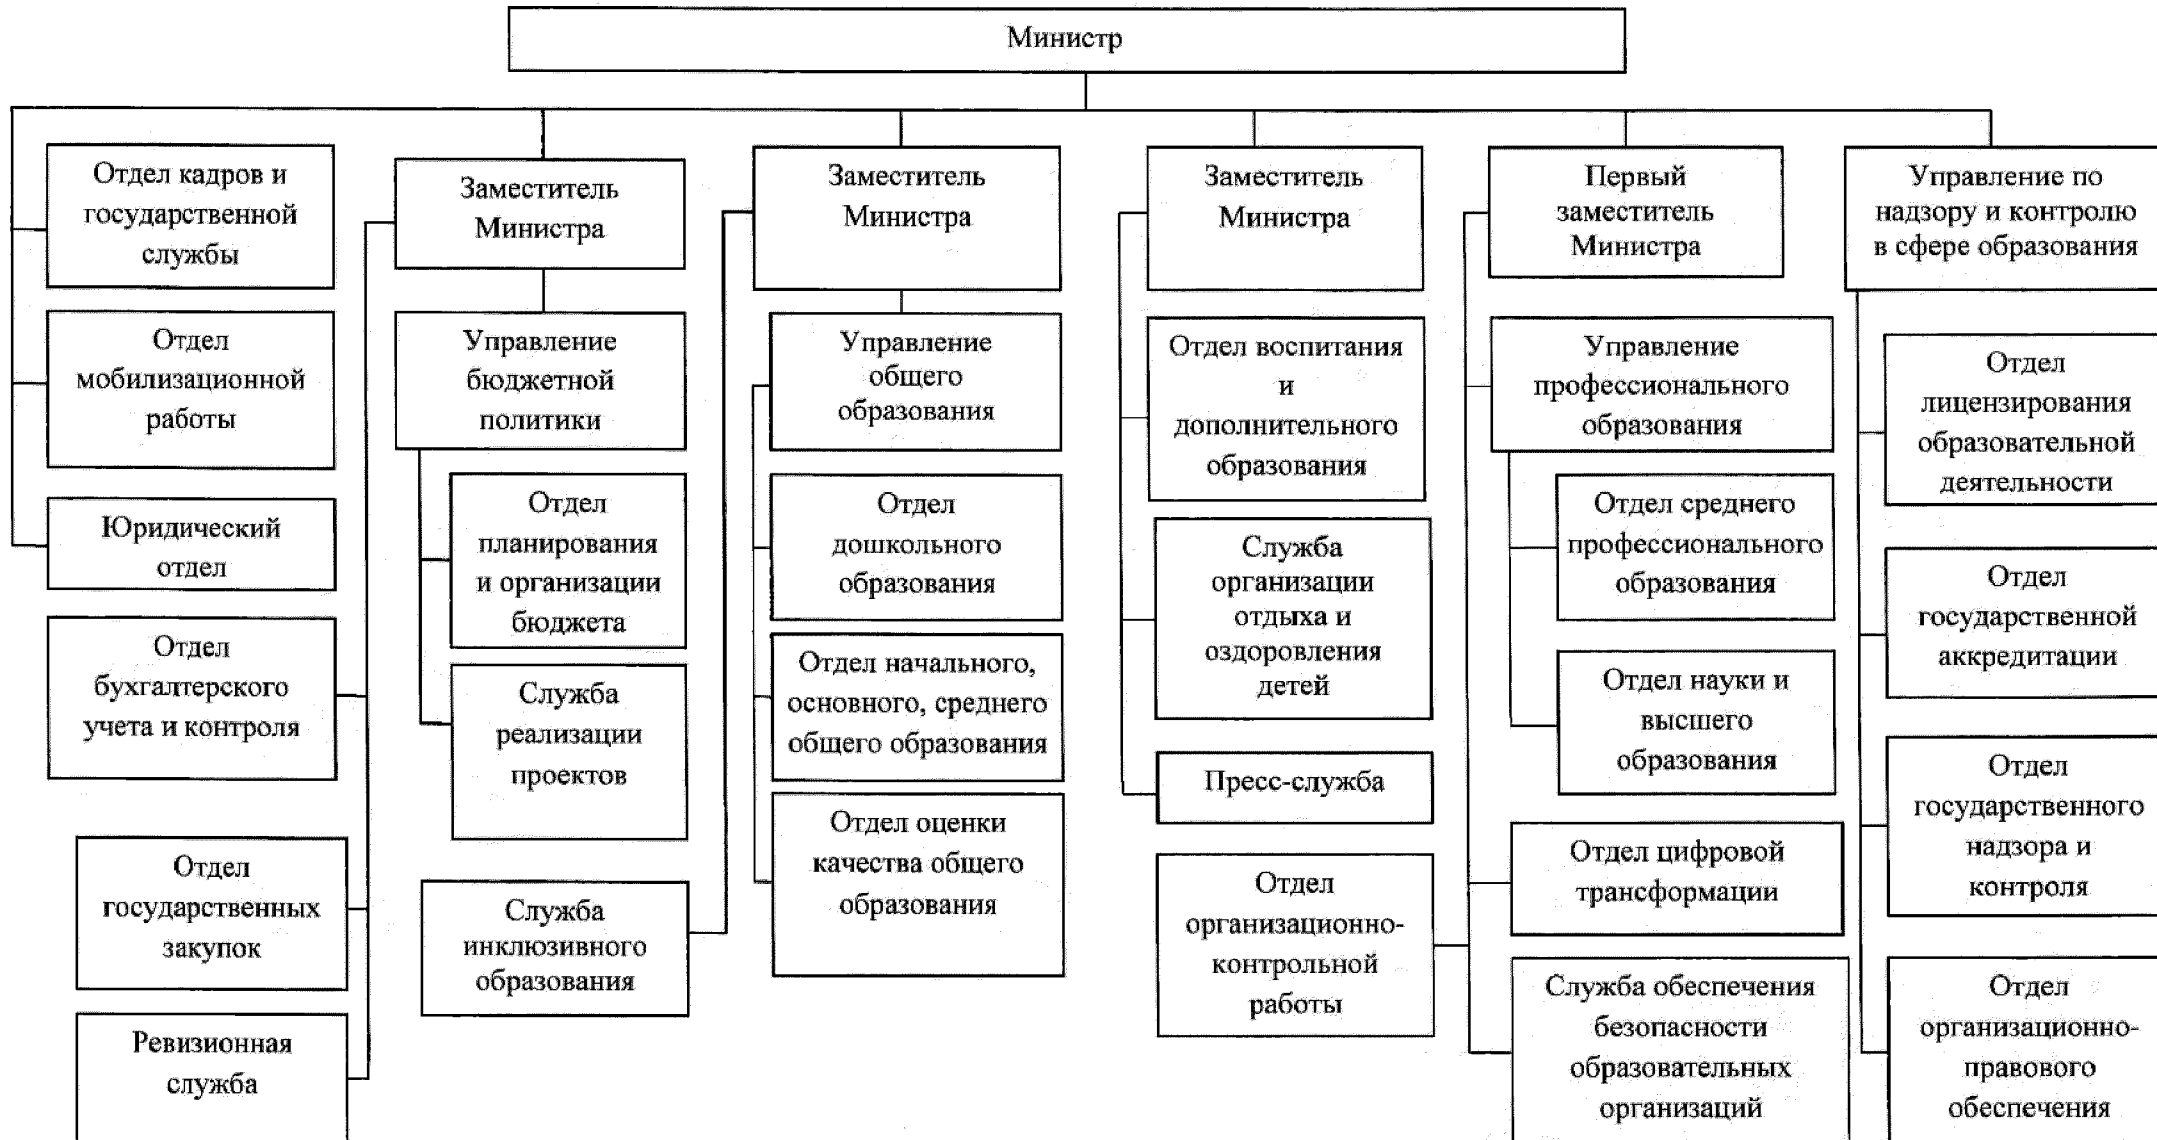 Министр
Отдел кадров и
государственной
службы
Отдел
мобилизационной
работы
Юридический
отдел
Отдел
бухгалтерского
учета и контроля
Отдел
государственных
закупок
Ревизионная
служба
Заместитель
Министра
Управление
бюджетной
политики
Отдел
планирования
и организации
бюджета
Служба
реализации
проектов
Служба
инклюзивного
образования
Заместитель
Министра
Управление
общего
образования
Отдел
дошкольного
образования
Отдел начального,
основного, среднего
общего образования
Отдел оценки
качества общего
образования
Заместитель
Министра
Отдел воспитания
и
дополнительного
образования
Служба
организации
отдыха и
оздоровления
детей
Пресс-служба
Отдел
организационно-
контрольной
работы
Первый
заместитель
Министра
Управление
профессионального
образования
Отдел среднего
профессионального
образования
Отдел науки и
высшего
образования
Отдел цифровой
трансформации
Служба обеспечения
безопасности
образовательных
организаций
Управление по
надзору и контролю
в сфере образования
Отдел
лицензирования
образовательной
деятельности
Отдел
государственной
аккредитации
Отдел
государственного
надзора и
контроля
Отдел
организационно-
правового
обеспечения